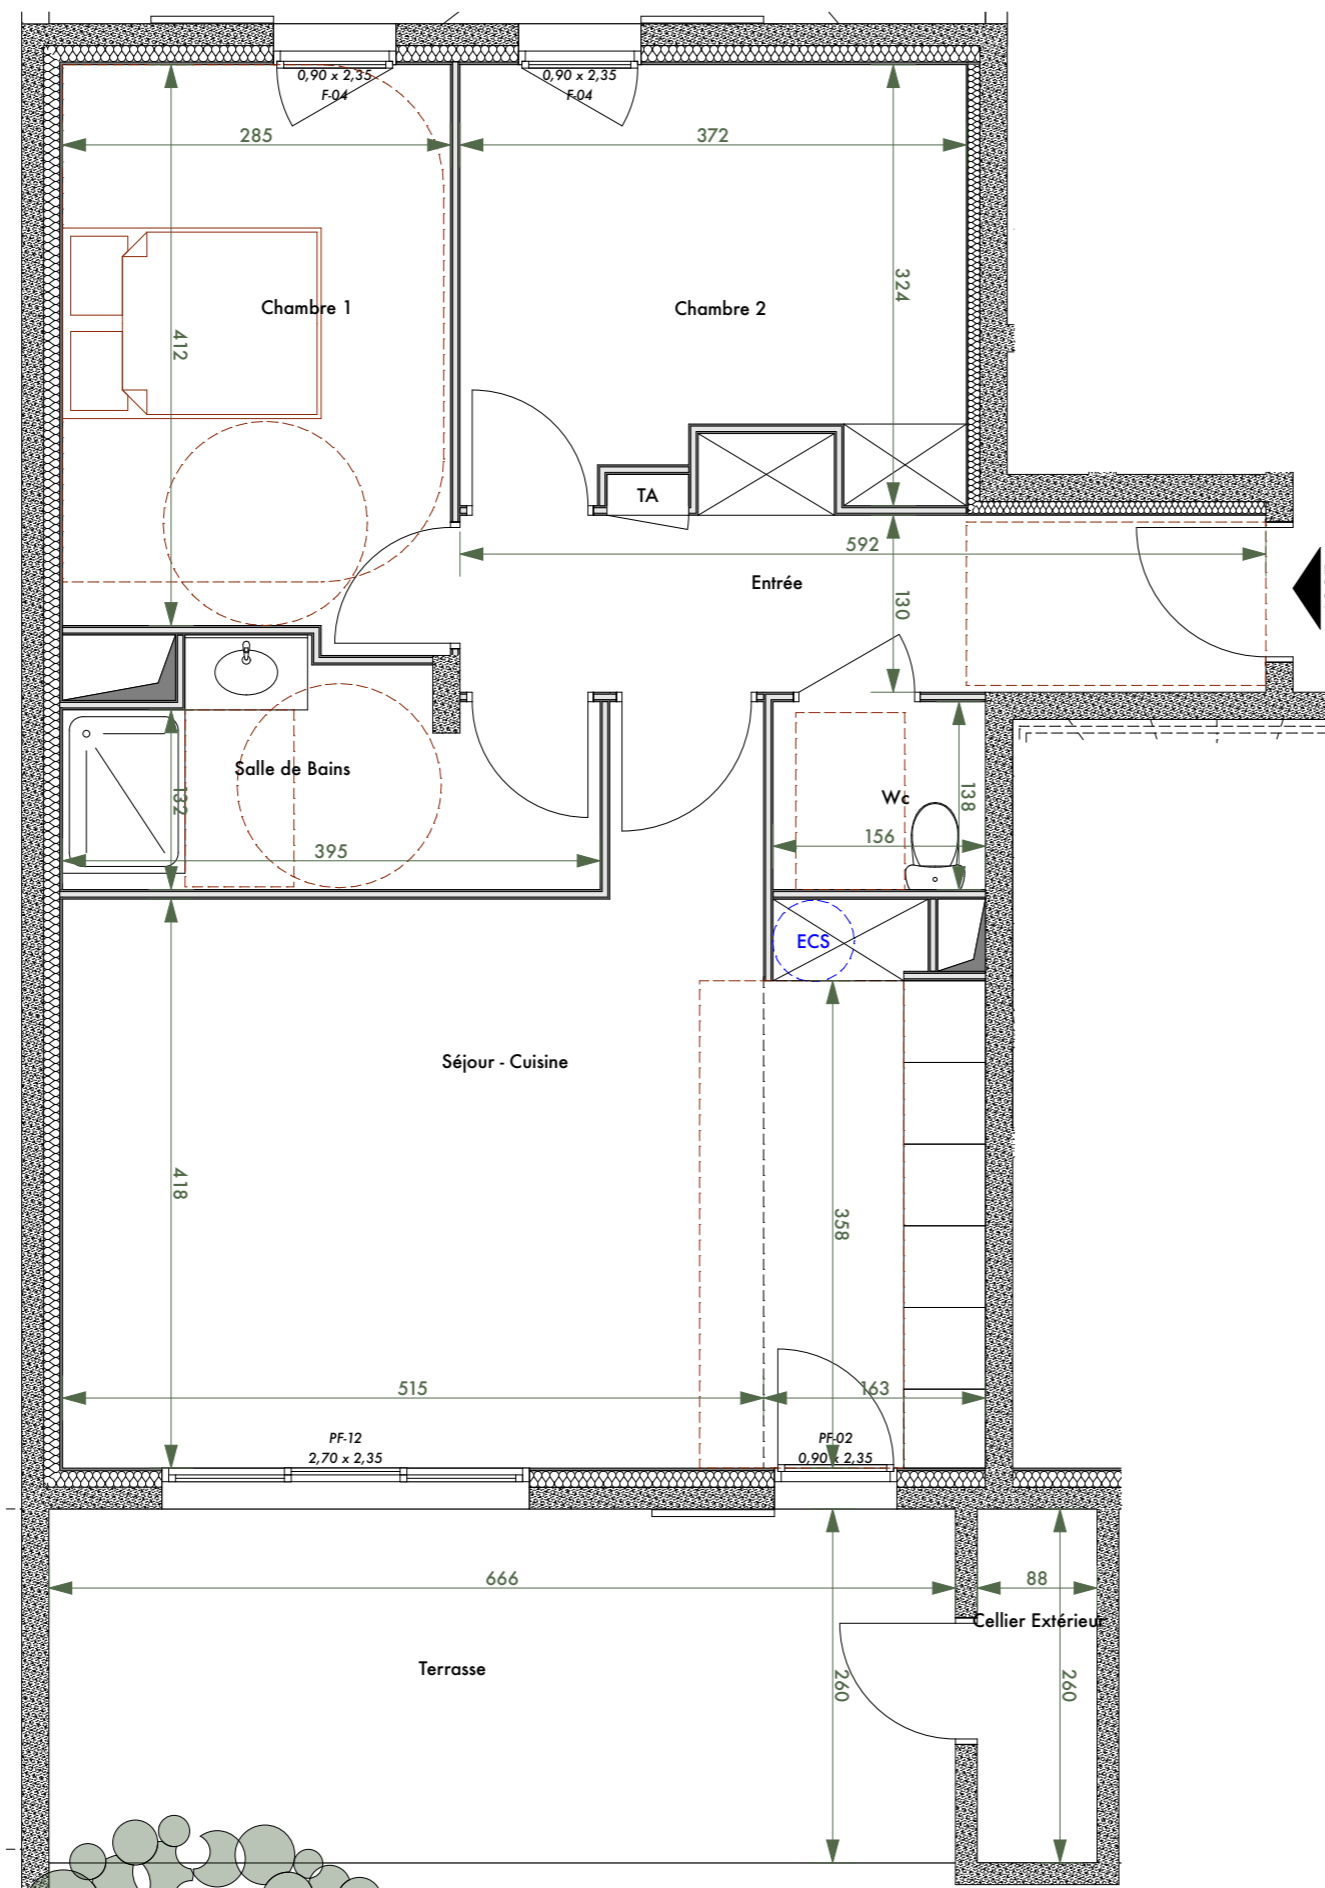 0,90 x 2,35
F-04
0,90 x 2,35
F-04
285
372
Chambre 1
Chambre 2
324
412
TA
592
Entrée
130
Salle de Bains
132
395
Wc
138
156
ECS
Séjour - Cuisine
418
358
515
163
PF-12
2,70 x 2,35
PF-02
0,90 x 2,35
666
88
Cellier Extérieur
Terrasse
260
260